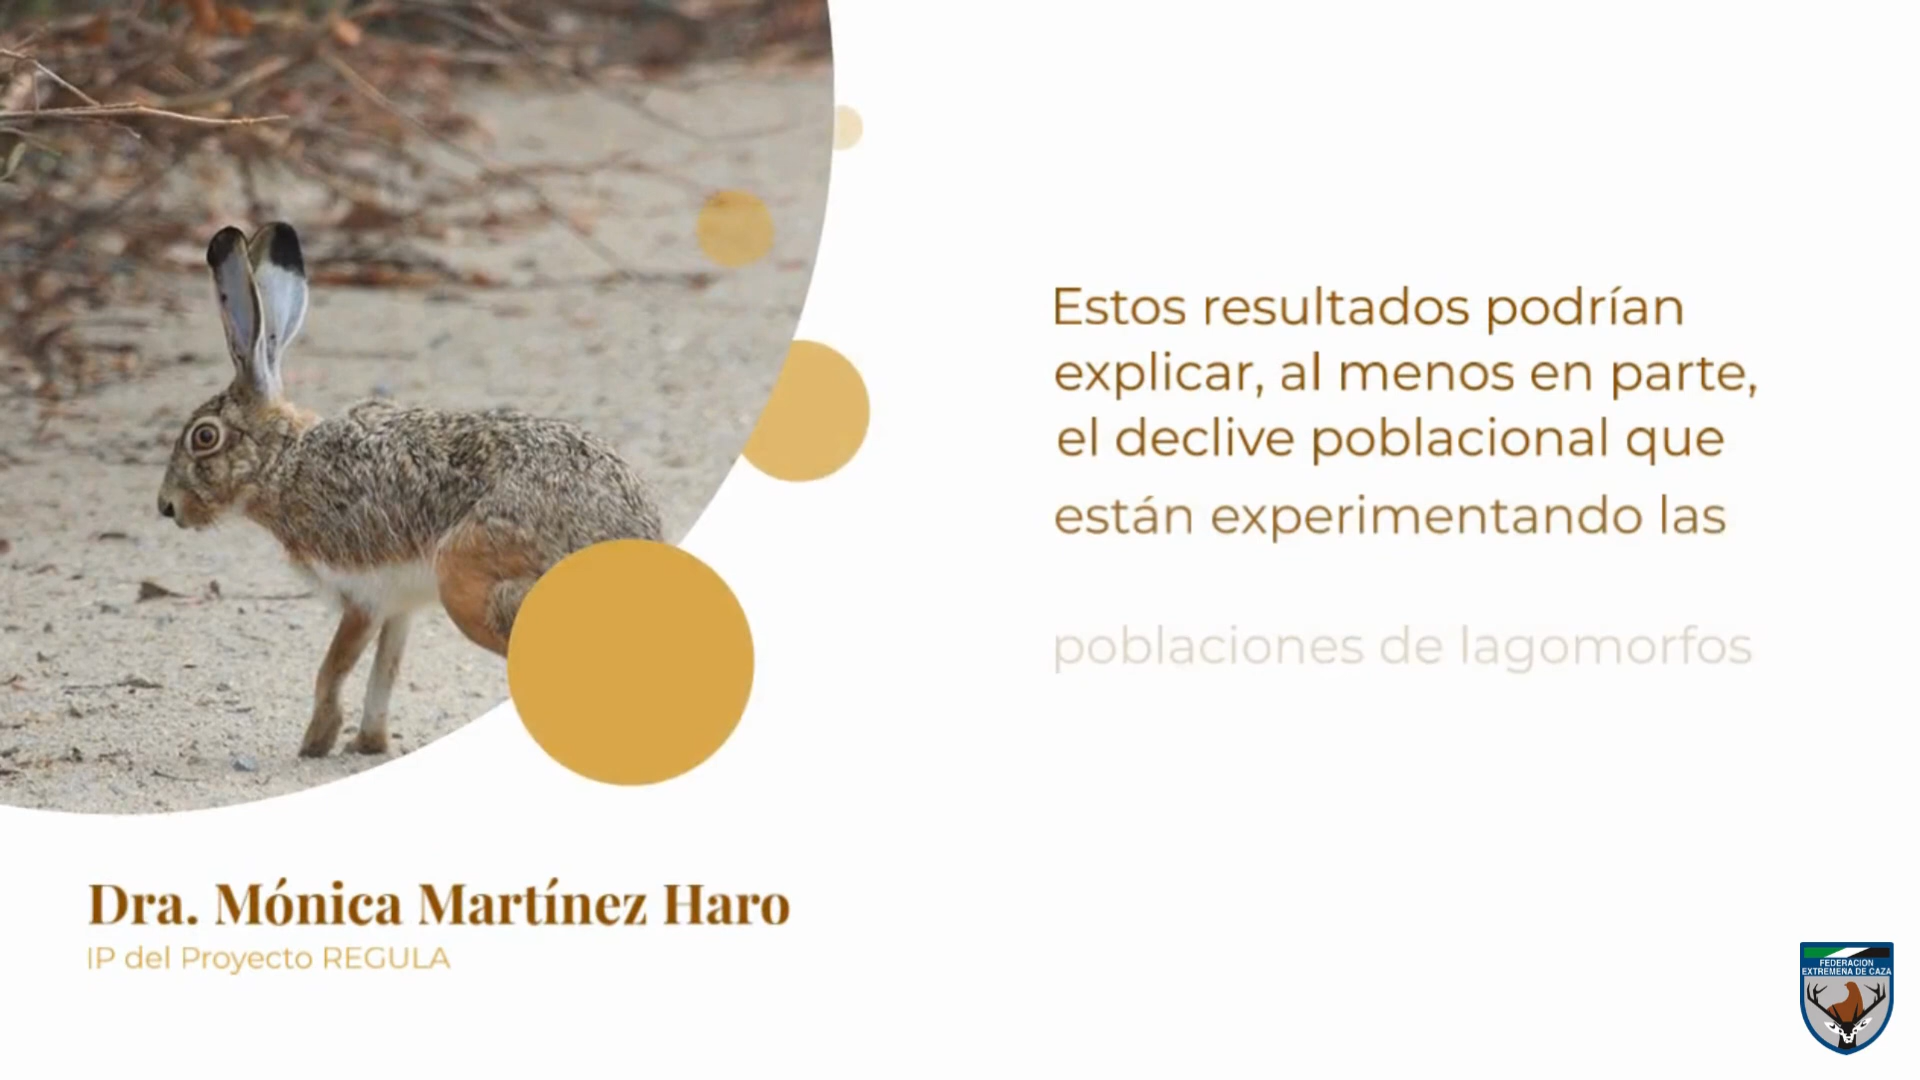 Estos resultados podrían
explicar, al menos en parte,
el declive poblacional que
están experimentando las
poblaciones de lagomorfos
Dra. Mónica Martínez Haro
IP del Proyecto REGULA
FEDERACION
EXTREMEÑA DE CAZA